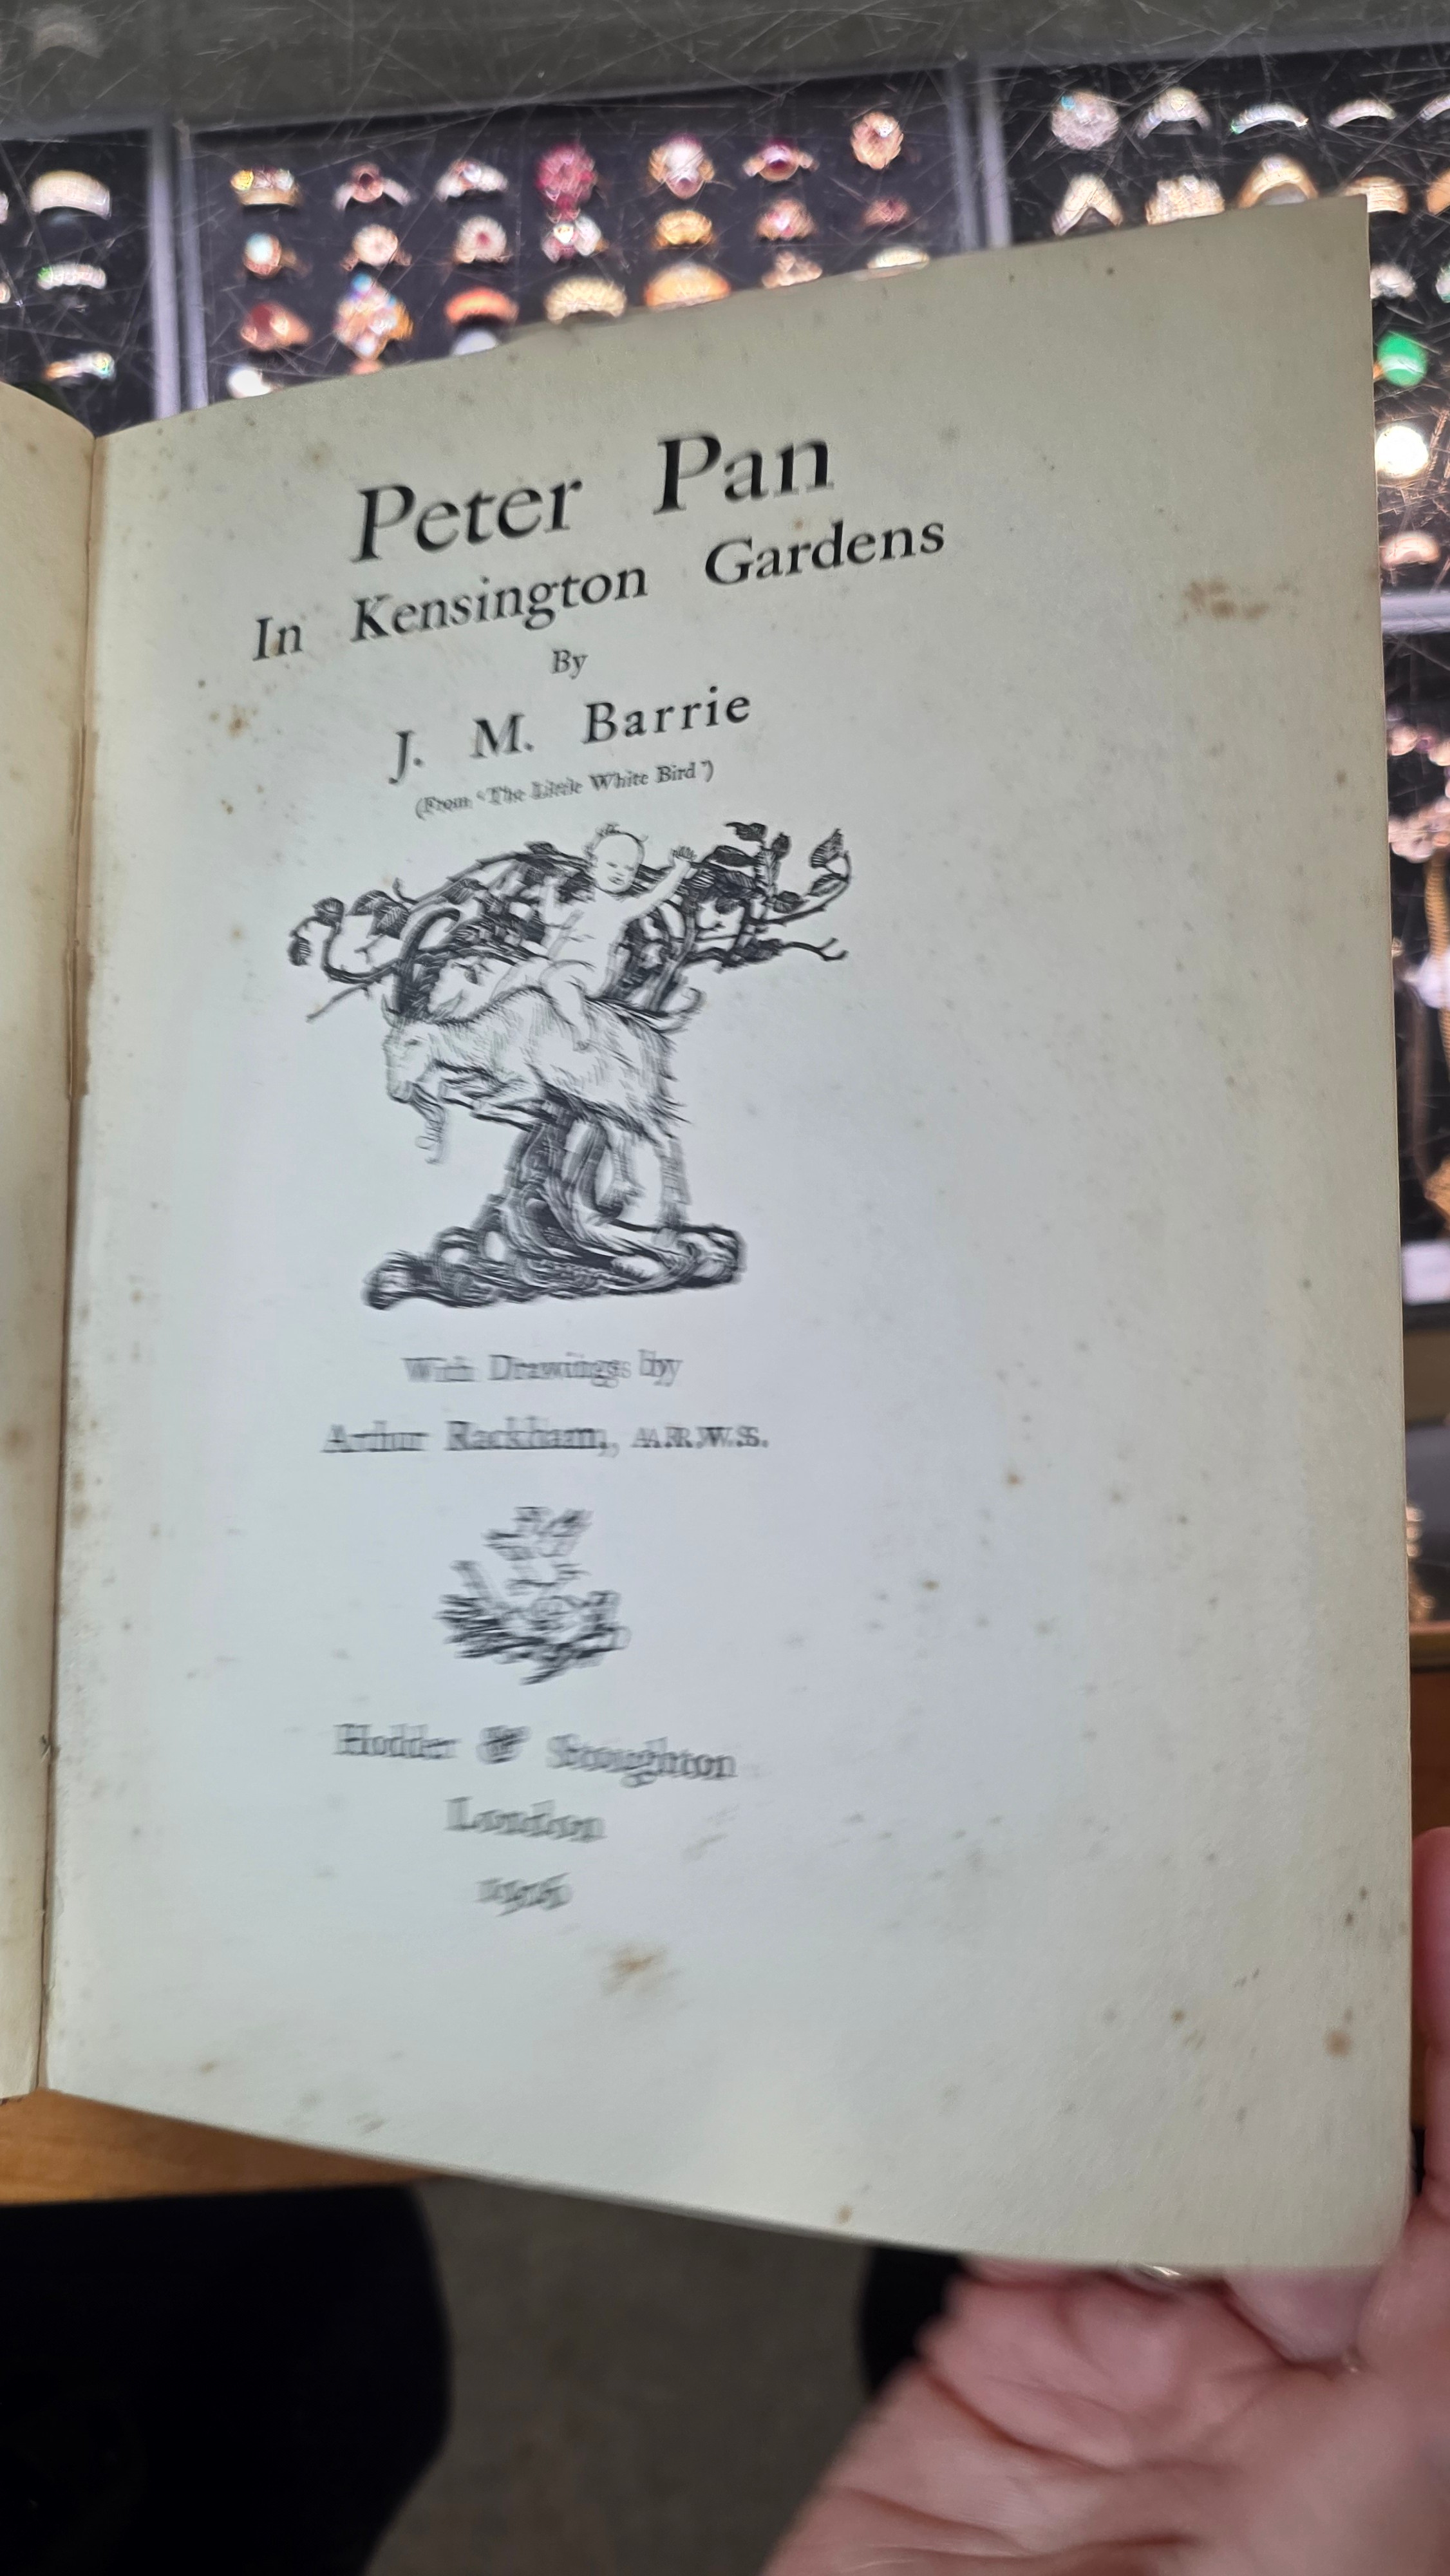 Peter Pan
In Kensington Gardens
By
J. M. Barrie
(From "The Little White Bird")
With Drawings by
Arthur Rackham, A.R.W.S.
Hodder & Stoughton
London